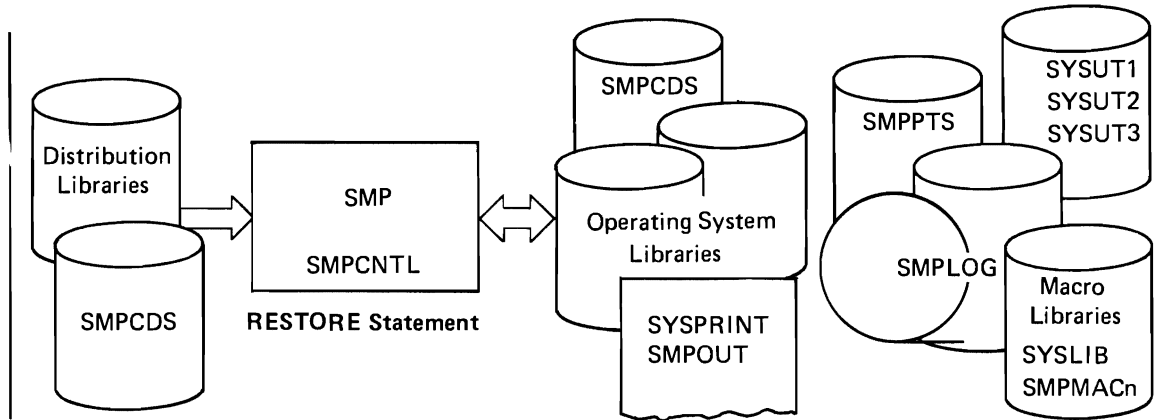 Distribution
Libraries
SMPCDS
SMP
SMPCNTL
RESTORE Statement
SMPCDS
Operating System
Libraries
SYSPRINT
SMPOUT
SMPPTS
SYSUT1
SYSUT2
SYSUT3
SMPLOG
Macro
Libraries
SYSLIB
SMPMACn